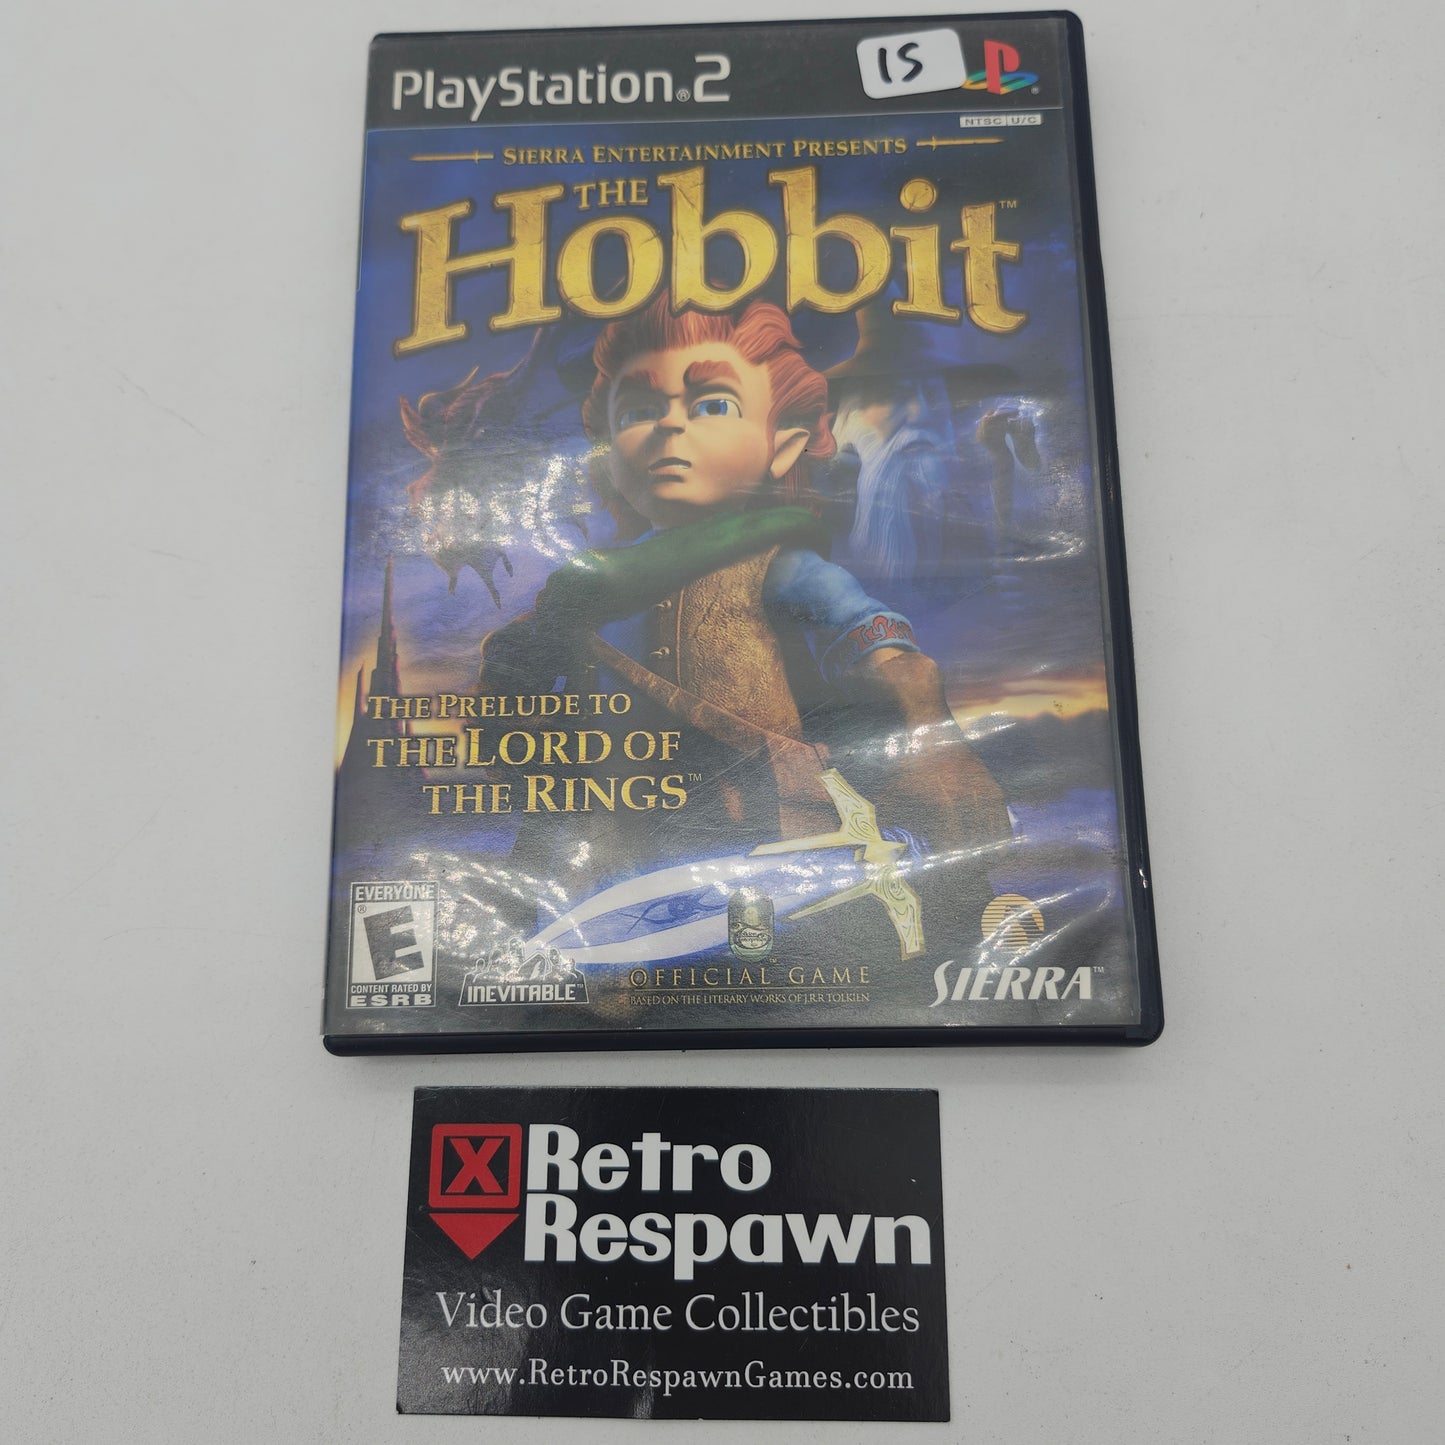 PlayStation®2
15
®
NTSC U/C
SIERRA ENTERTAINMENT PRESENTS
THE
Hobbit™
THE PRELUDE TO
THE LORD OF
THE RINGS™
EVERYONE
®
E
CONTENT RATED BY
ESRB
INEVITABLE™
OFFICIAL GAME
BASED ON THE LITERARY WORKS OF J.R.R TOLKIEN
SIERRA™
X
Retro
Respawn
Video Game Collectibles
www.RetroRespawnGames.com